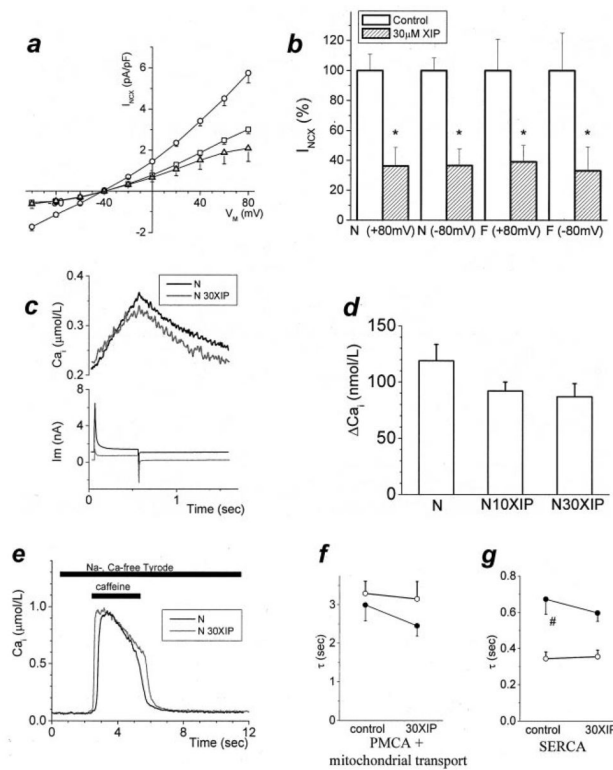 a
I_NCX (pA/pF)
6
4
2
-80
-40
40
80
V_M (mV)
-2
b
Control
30μM XIP
I_NCX (%)
120
100
80
60
40
20
0
* * * *
N (+80mV) N (-80mV) F (+80mV) F (-80mV)
c
N
N 30XIP
Ca_i (μmol/L)
0.4
0.3
0.2
Im (nA)
8
4
0
0 1
Time (sec)
d
ΔCa_i (nmol/L)
150
100
50
0
N N10XIP N30XIP
e
Na-, Ca-free Tyrode
caffeine
N
N 30XIP
Ca_i (μmol/L)
1.0
0.5
0.0
0 4 8 12
Time (sec)
f
τ (sec)
3
2
1
0
control 30XIP
PMCA +
mitochondrial transport
g
τ (sec)
0.8
0.6
0.4
0.2
0.0
#
control 30XIP
SERCA